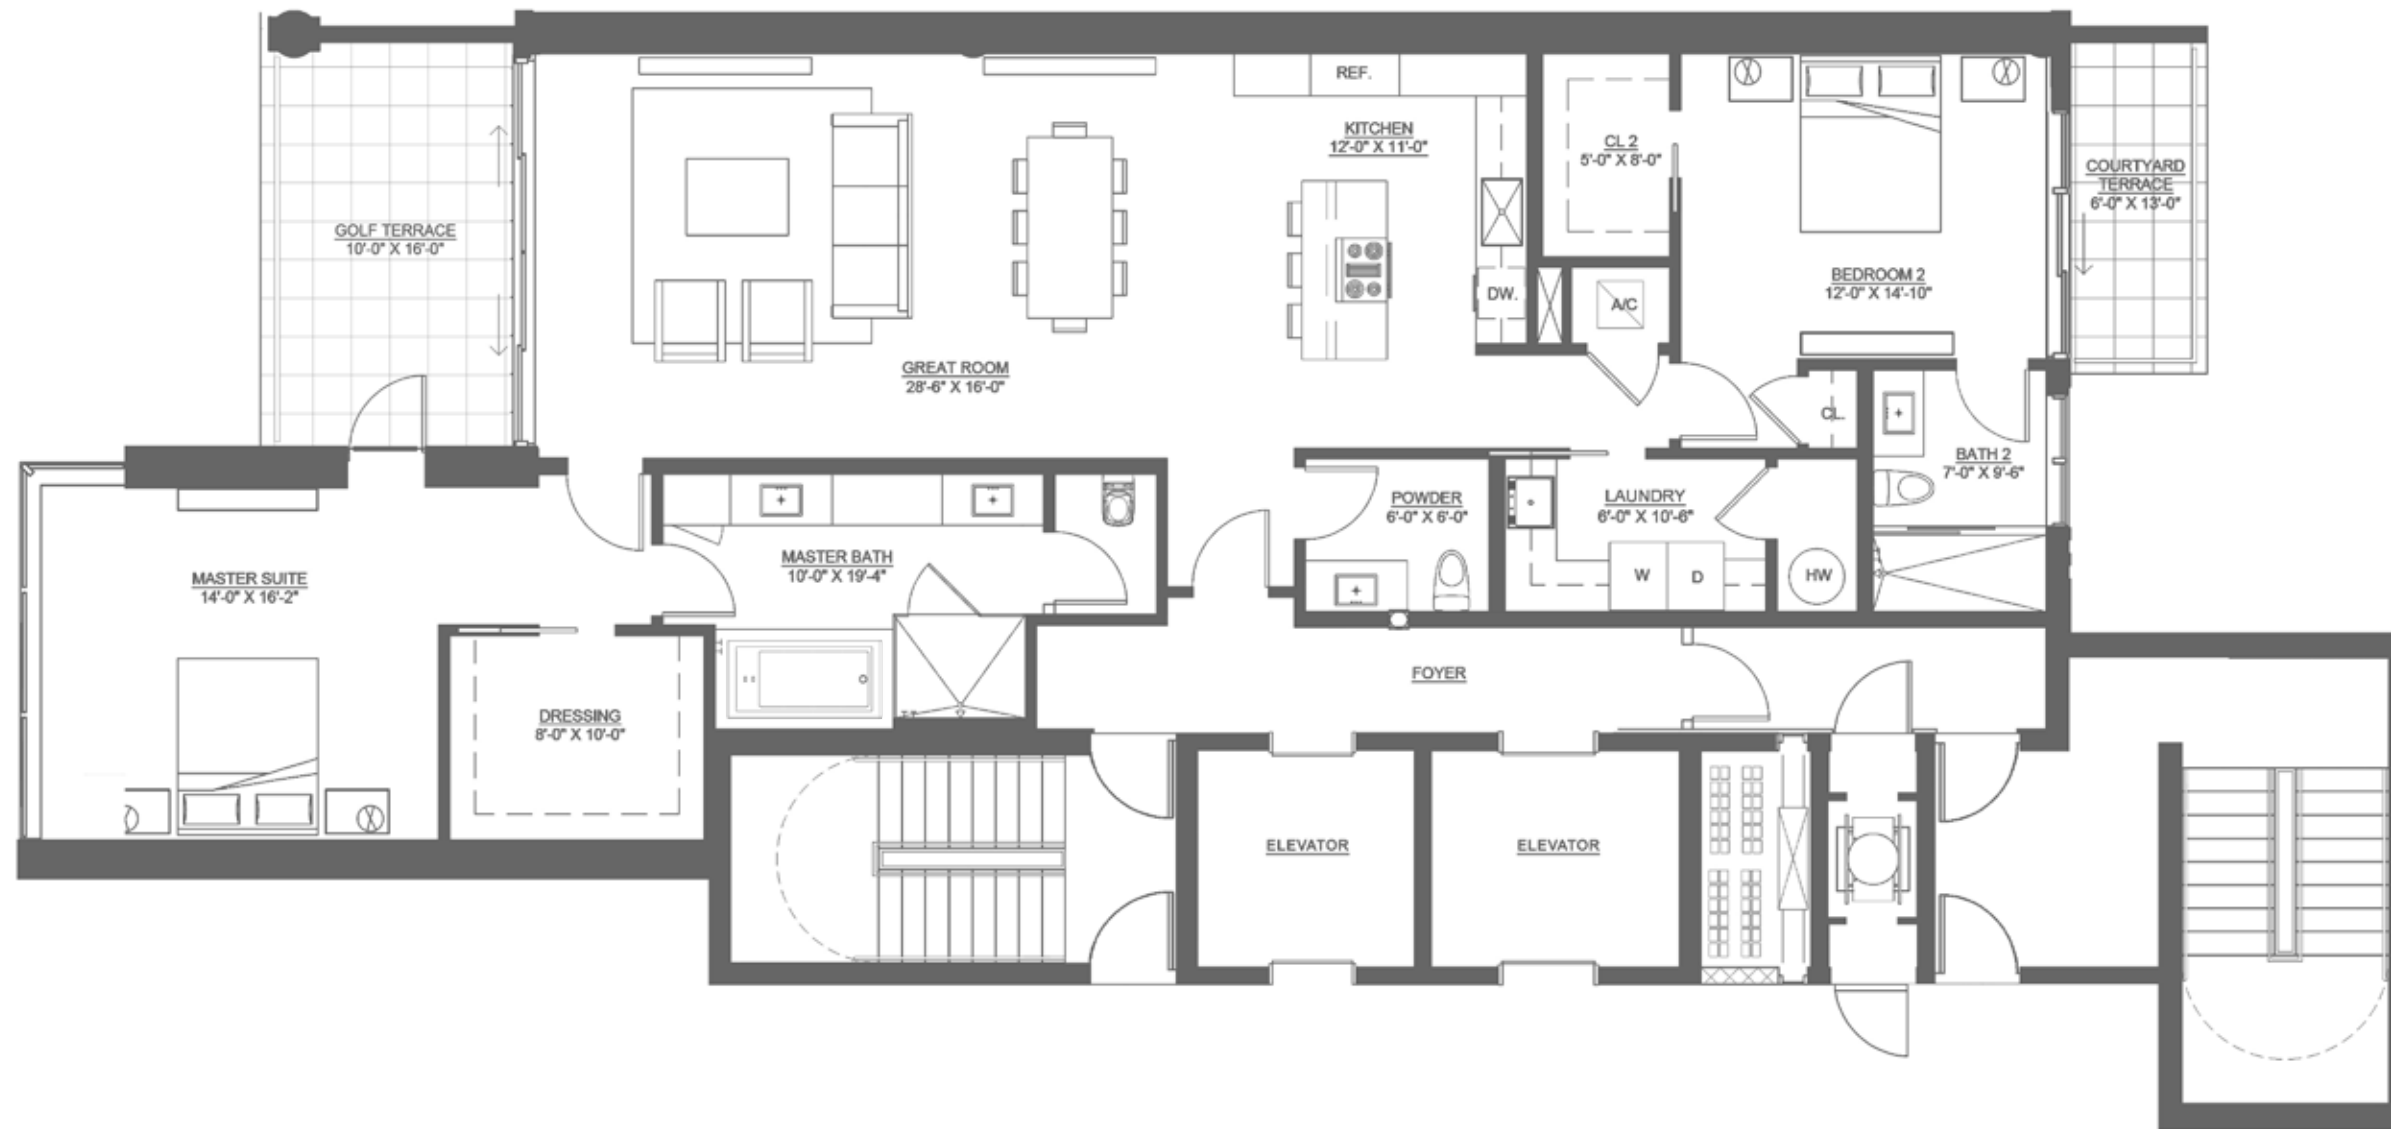 REF.
KITCHEN
12'-0" X 11'-0"
CL 2
5'-0" X 8'-0"
COURTYARD
TERRACE
6'-0" X 13'-0"
GOLF TERRACE
10'-0" X 16'-0"
BEDROOM 2
12'-0" X 14'-10"
DW.
A/C
GREAT ROOM
28'-6" X 16'-0"
CL.
BATH 2
7'-0" X 9'-6"
POWDER
6'-0" X 6'-0"
LAUNDRY
6'-0" X 10'-6"
MASTER BATH
10'-0" X 19'-4"
MASTER SUITE
14'-0" X 16'-2"
W
D
HW
FOYER
DRESSING
8'-0" X 10'-0"
ELEVATOR
ELEVATOR